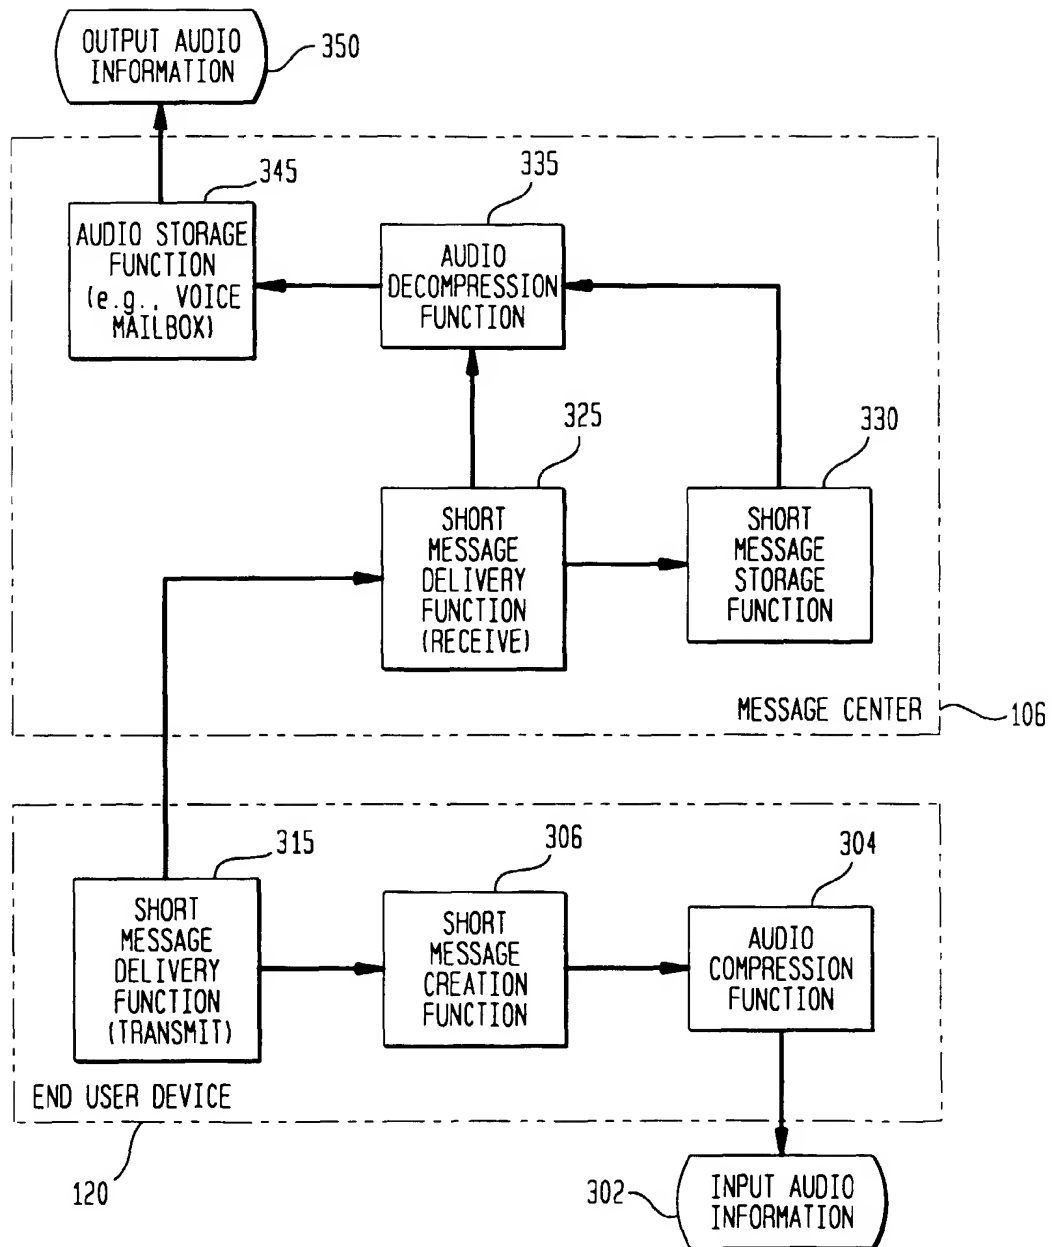 OUTPUT AUDIO
INFORMATION
350
345
AUDIO STORAGE
FUNCTION
(e.g., VOICE
MAILBOX)
335
AUDIO
DECOMPRESSION
FUNCTION
325
SHORT
MESSAGE
DELIVERY
FUNCTION
(RECEIVE)
330
SHORT
MESSAGE
STORAGE
FUNCTION
MESSAGE CENTER
106
315
SHORT
MESSAGE
DELIVERY
FUNCTION
(TRANSMIT)
306
SHORT
MESSAGE
CREATION
FUNCTION
304
AUDIO
COMPRESSION
FUNCTION
END USER DEVICE
120
302
INPUT AUDIO
INFORMATION